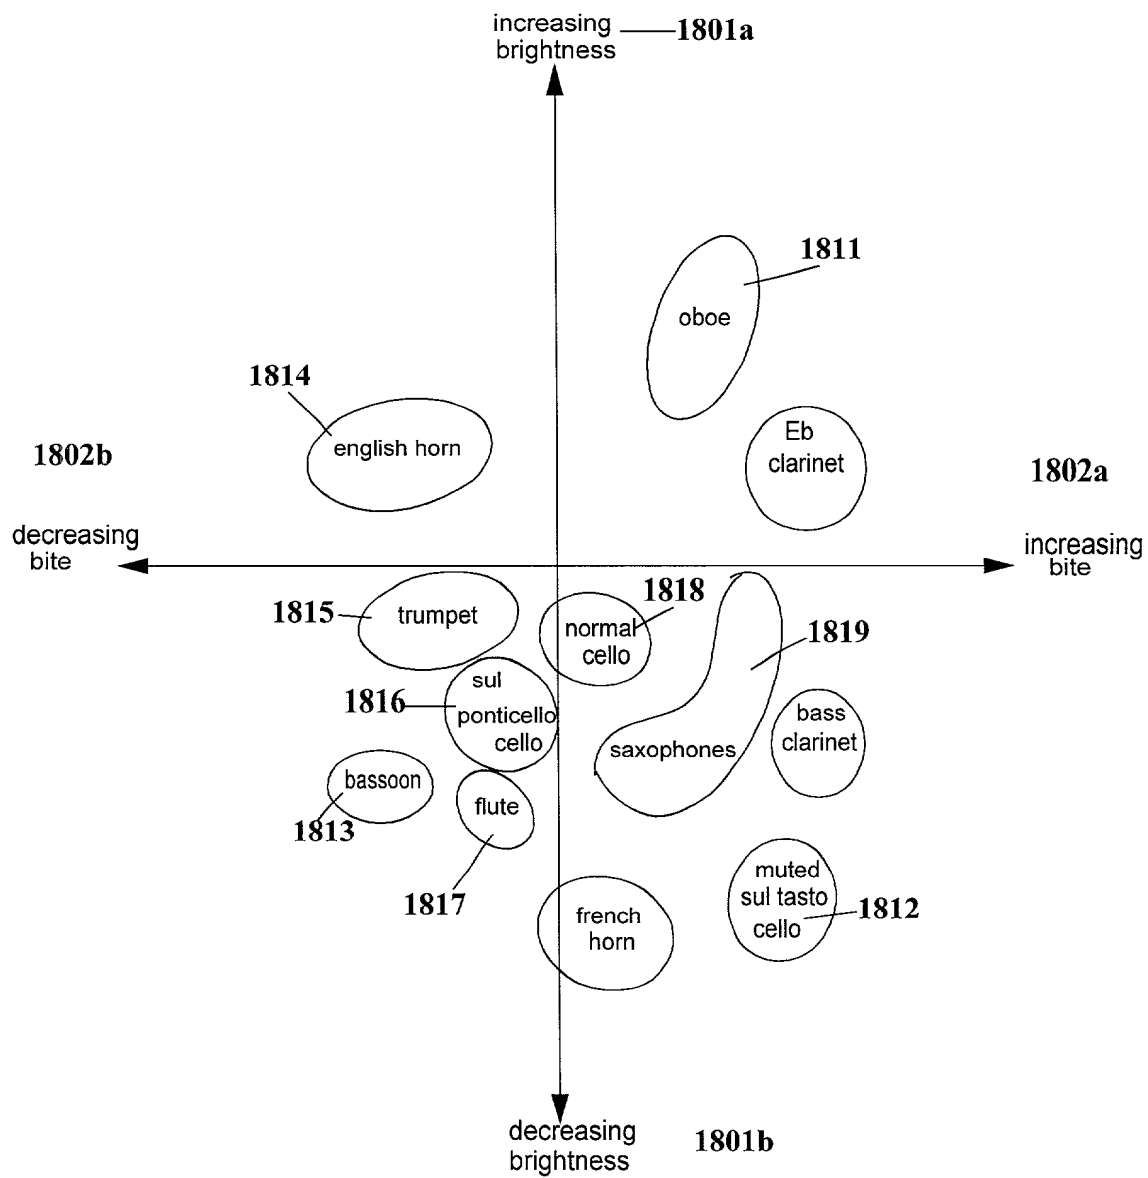 increasing
brightness
1801a
1811
oboe
1814
english horn
Eb
clarinet
1802b
1802a
decreasing
bite
increasing
bite
1815
trumpet
1818
normal
cello
1819
sul
ponticello
cello
1816
saxophones
bass
clarinet
bassoon
1813
flute
1817
french
horn
muted
sul tasto
cello
1812
decreasing
brightness
1801b